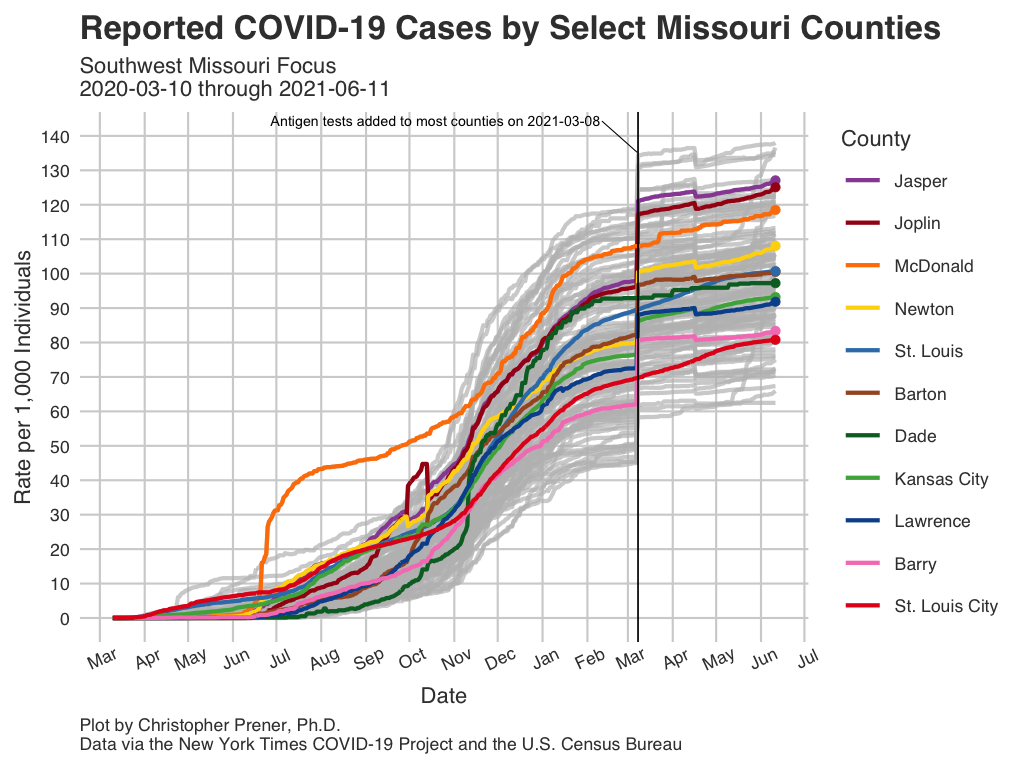 Reported COVID-19 Cases by Select Missouri Counties
Southwest Missouri Focus
2020-03-10 through 2021-06-11
Antigen tests added to most counties on 2021-03-08
Rate per 1,000 Individuals
140
130
120
110
100
90
80
70
60
50
40
30
20
10
0
Mar Apr May Jun Jul Aug Sep Oct Nov Dec Jan Feb Mar Apr May Jun Jul
Date
County
Jasper
Joplin
McDonald
Newton
St. Louis
Barton
Dade
Kansas City
Lawrence
Barry
St. Louis City
Plot by Christopher Prener, Ph.D.
Data via the New York Times COVID-19 Project and the U.S. Census Bureau